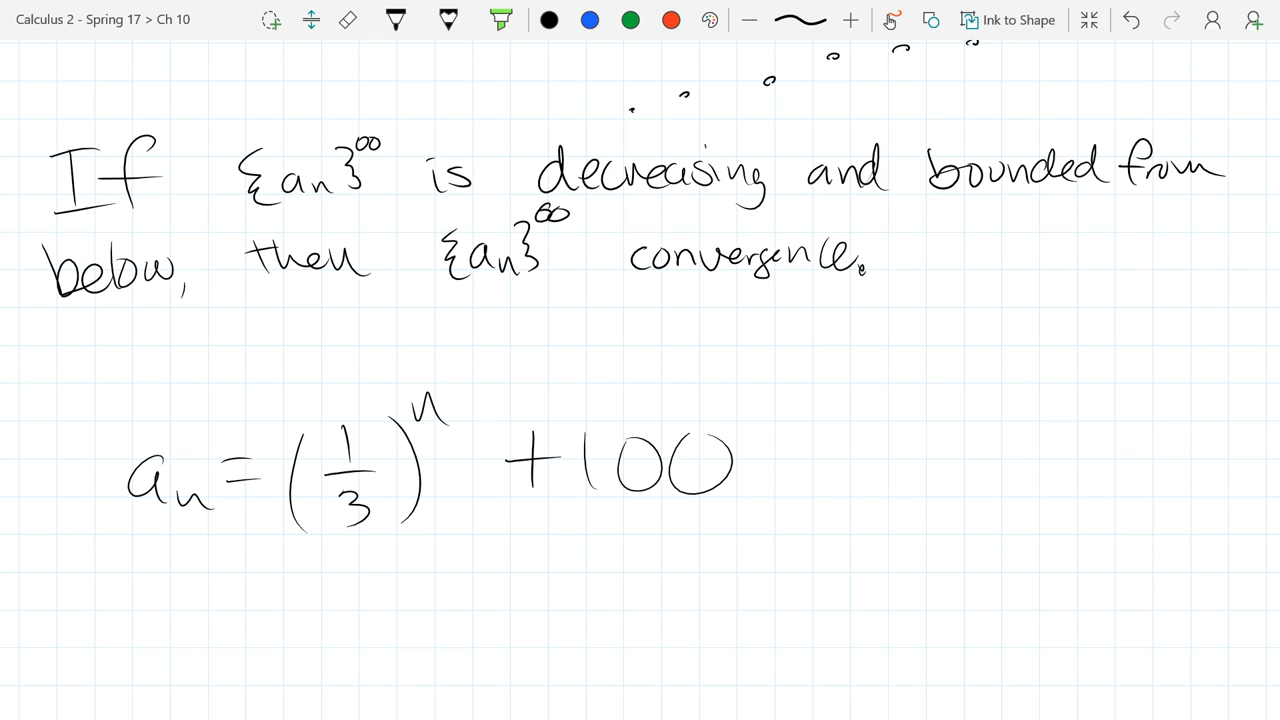 Calculus 2 - Spring 17 > Ch 10
Ink to Shape
If {aₙ}^∞ is decreasing and bounded from
below, then {aₙ}^∞ convergence.
aₙ = (1/3)ⁿ + 100